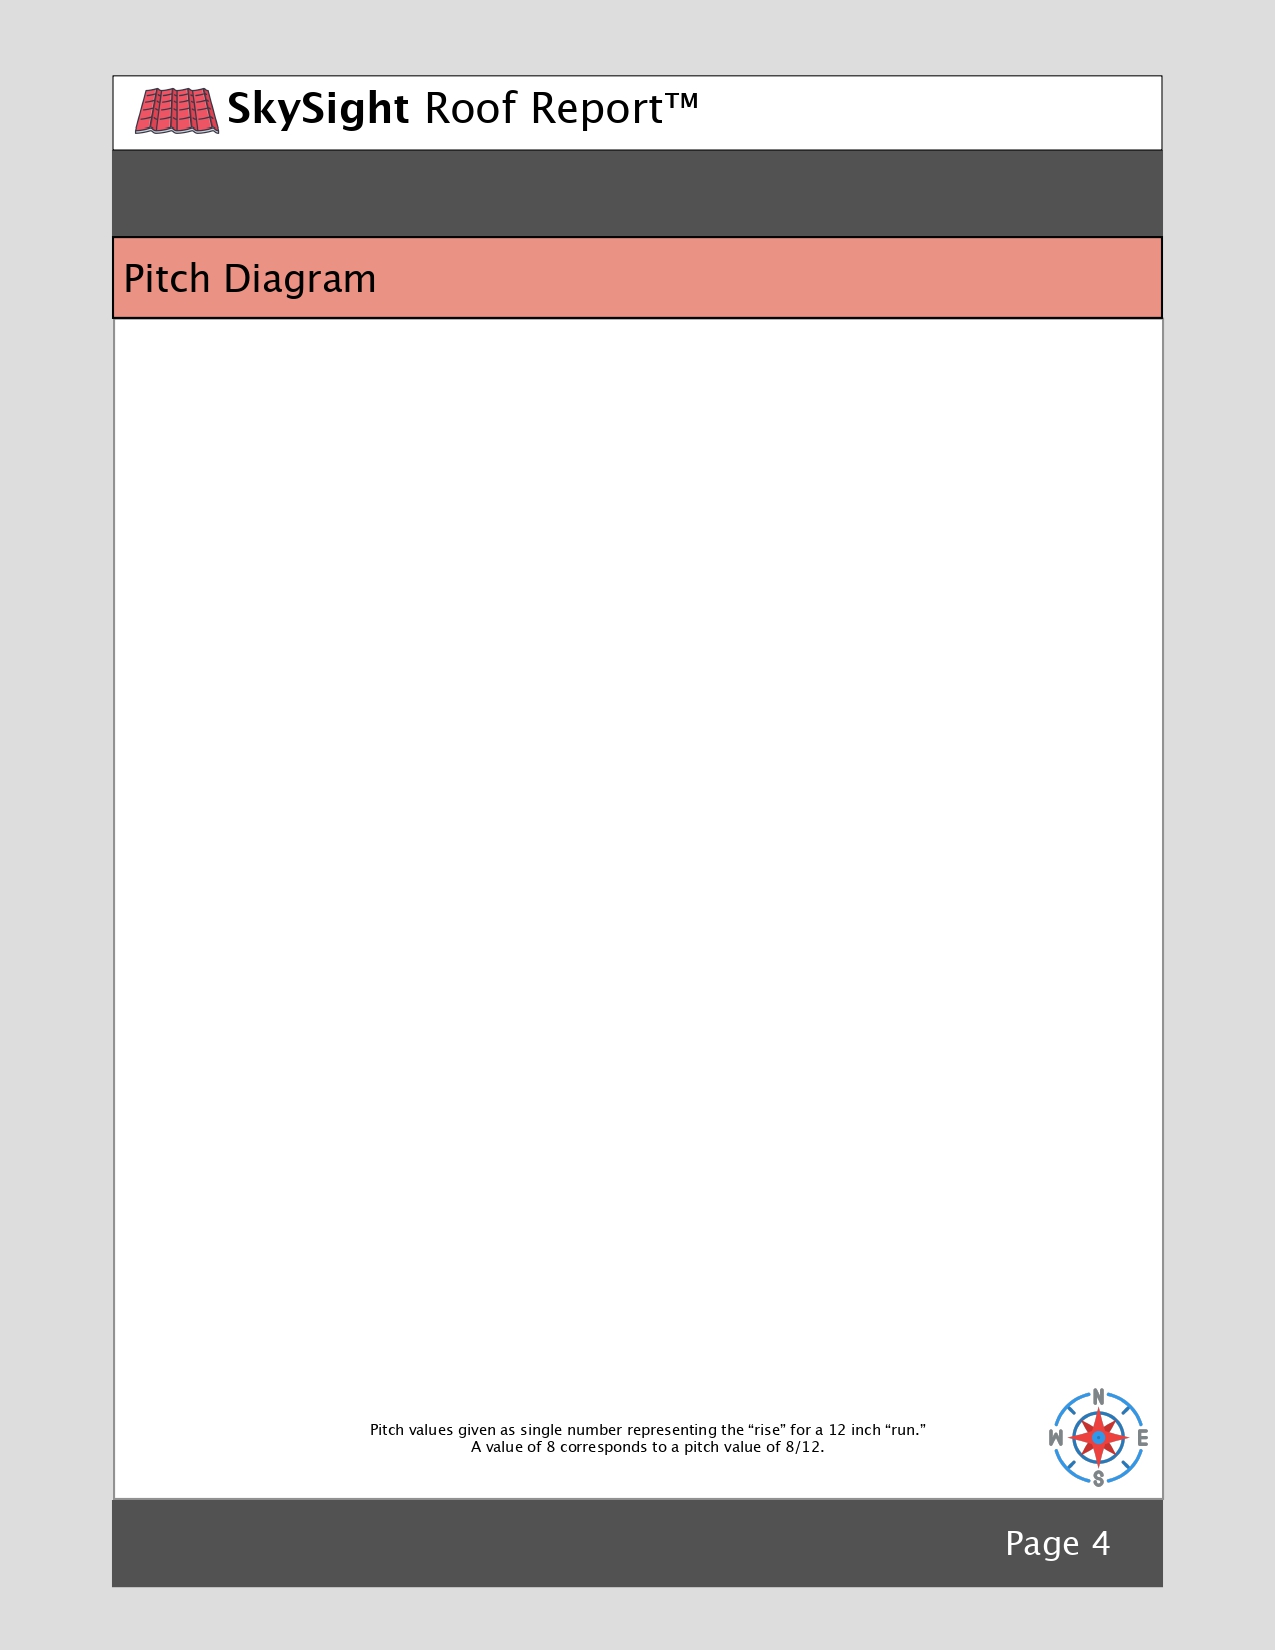 SkySight Roof Report™
Pitch Diagram
Pitch values given as single number representing the “rise” for a 12 inch “run.”
A value of 8 corresponds to a pitch value of 8/12.
N
W E
S
Page 4